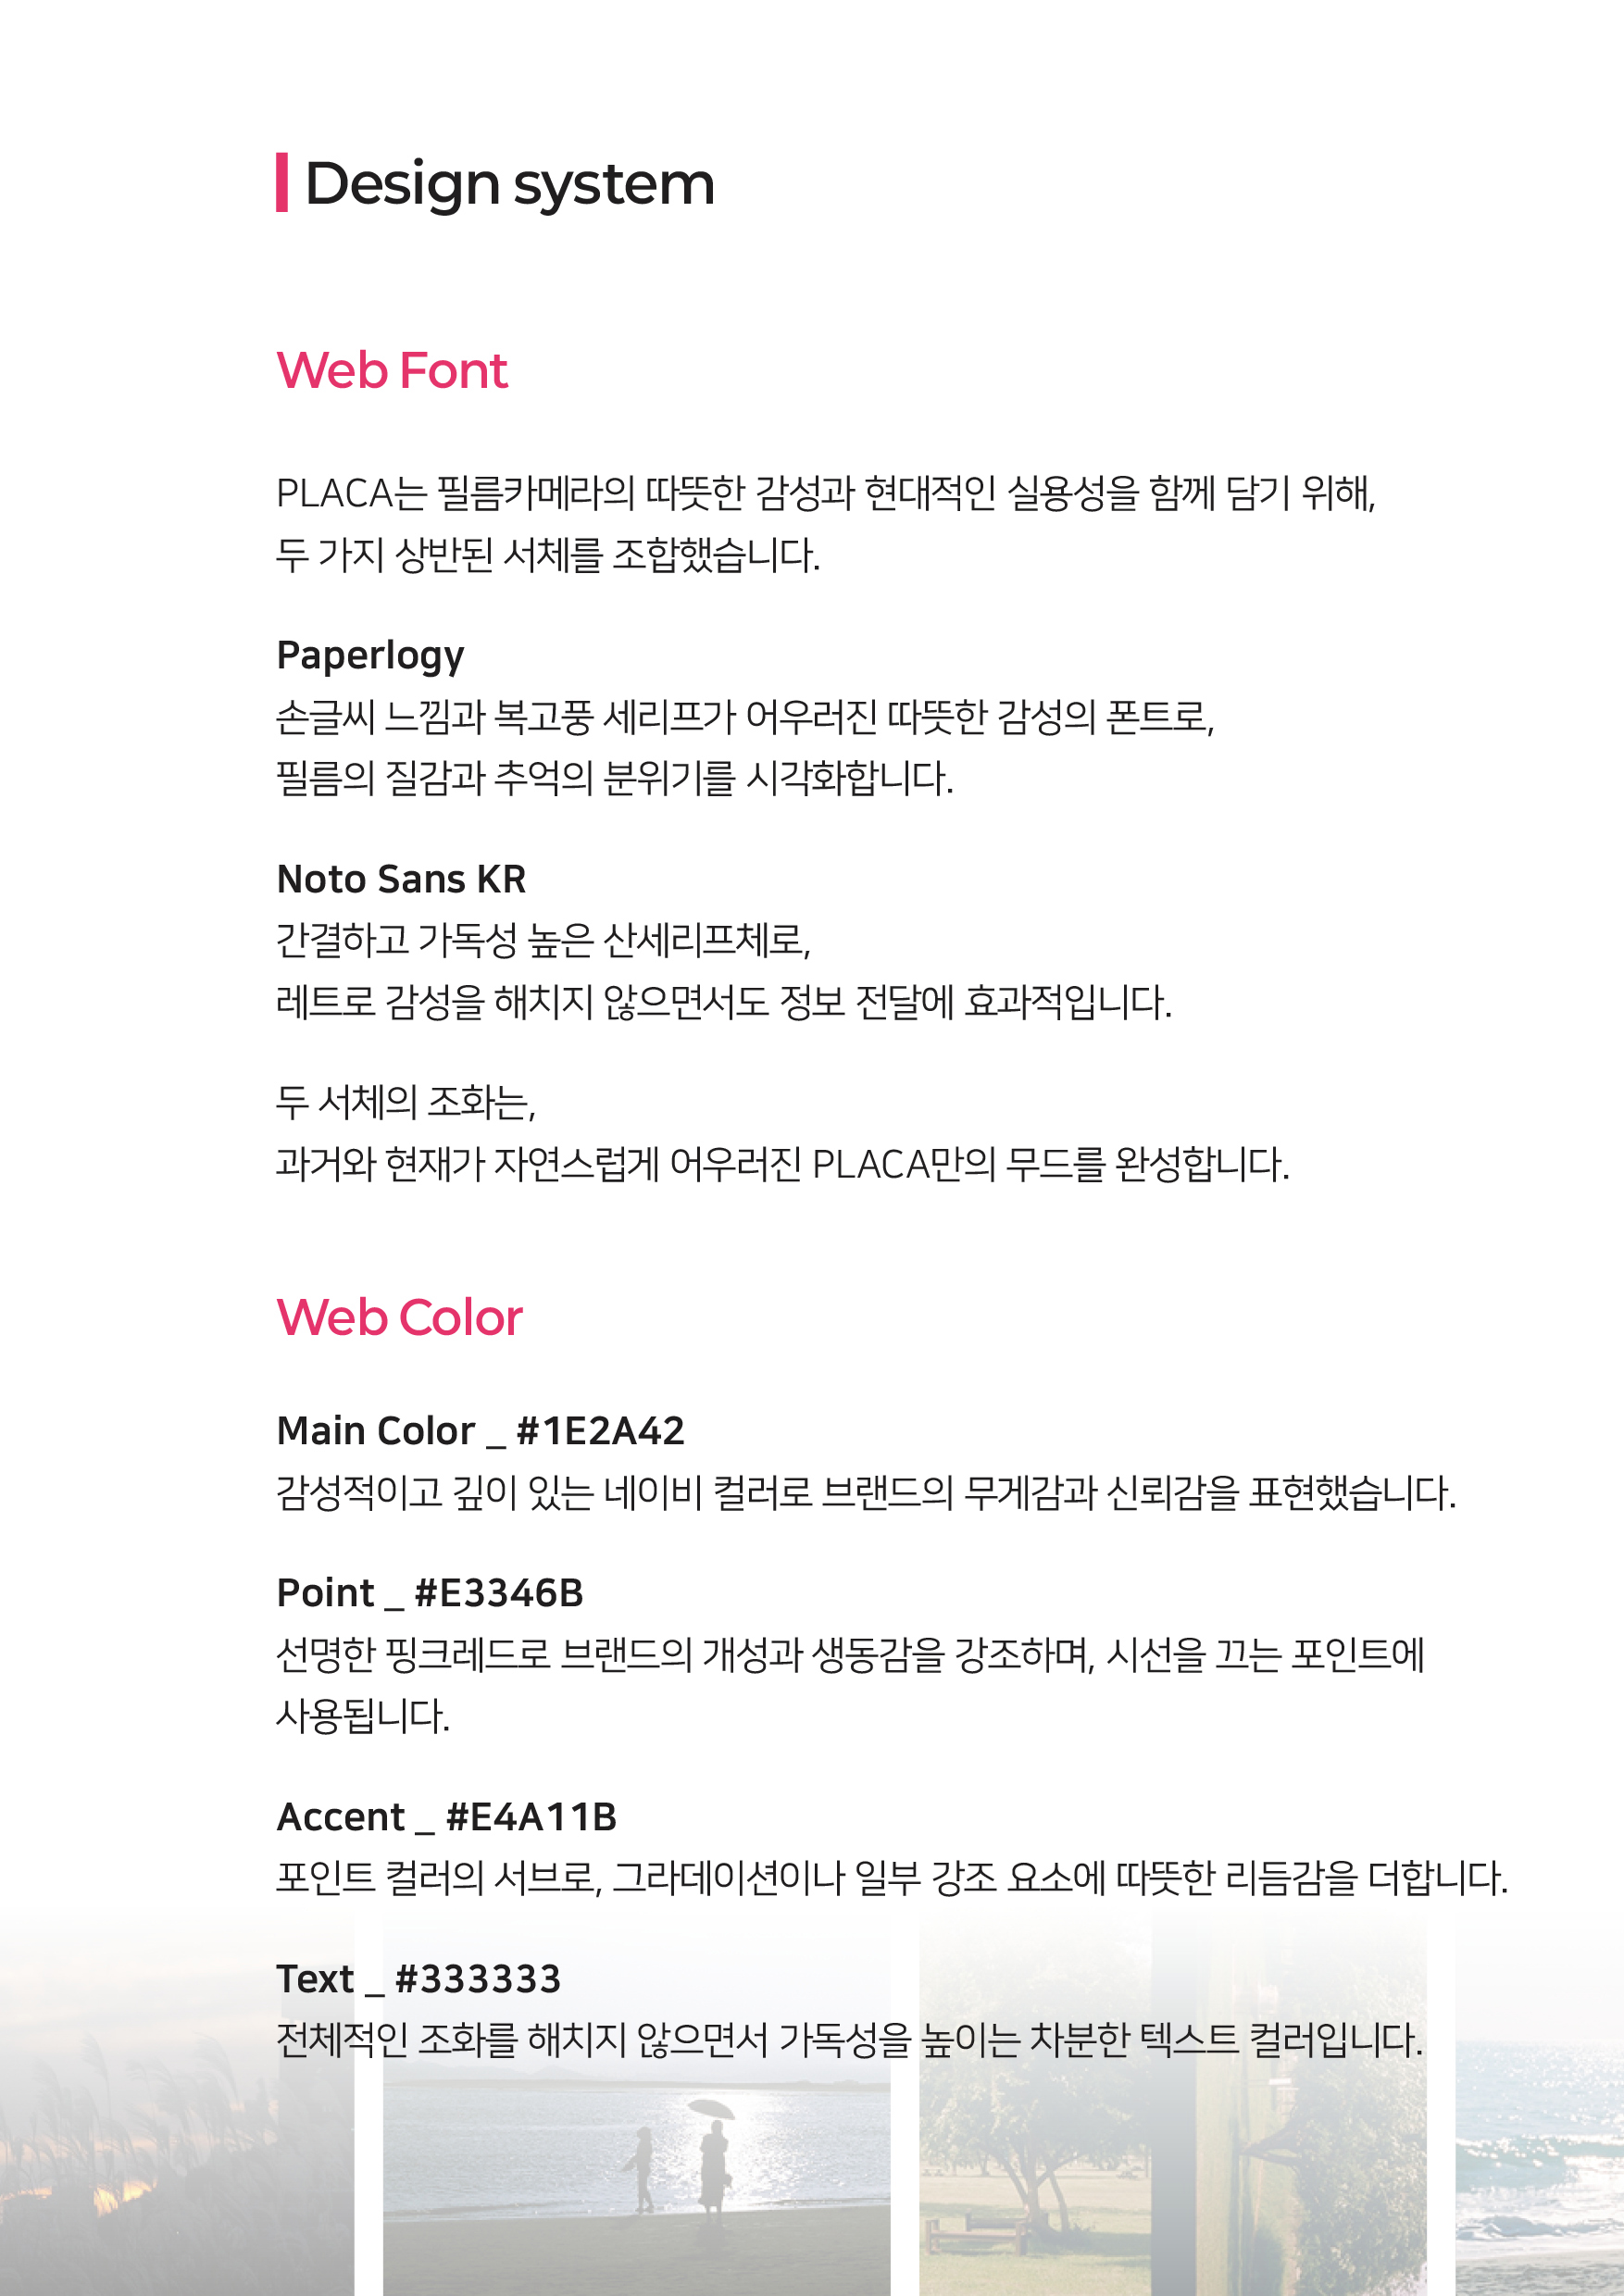 Design system
Web Font
PLACA는 필름카메라의 따뜻한 감성과 현대적인 실용성을 함께 담기 위해,
두 가지 상반된 서체를 조합했습니다.
Paperlogy
손글씨 느낌과 복고풍 세리프가 어우러진 따뜻한 감성의 폰트로,
필름의 질감과 추억의 분위기를 시각화합니다.
Noto Sans KR
간결하고 가독성 높은 산세리프체로,
레트로 감성을 해치지 않으면서도 정보 전달에 효과적입니다.
두 서체의 조화는,
과거와 현재가 자연스럽게 어우러진 PLACA만의 무드를 완성합니다.
Web Color
Main Color _ #1E2A42
감성적이고 깊이 있는 네이비 컬러로 브랜드의 무게감과 신뢰감을 표현했습니다.
Point _ #E3346B
선명한 핑크레드로 브랜드의 개성과 생동감을 강조하며, 시선을 끄는 포인트에
사용됩니다.
Accent _ #E4A11B
포인트 컬러의 서브로, 그라데이션이나 일부 강조 요소에 따뜻한 리듬감을 더합니다.
Text _ #333333
전체적인 조화를 해치지 않으면서 가독성을 높이는 차분한 텍스트 컬러입니다.